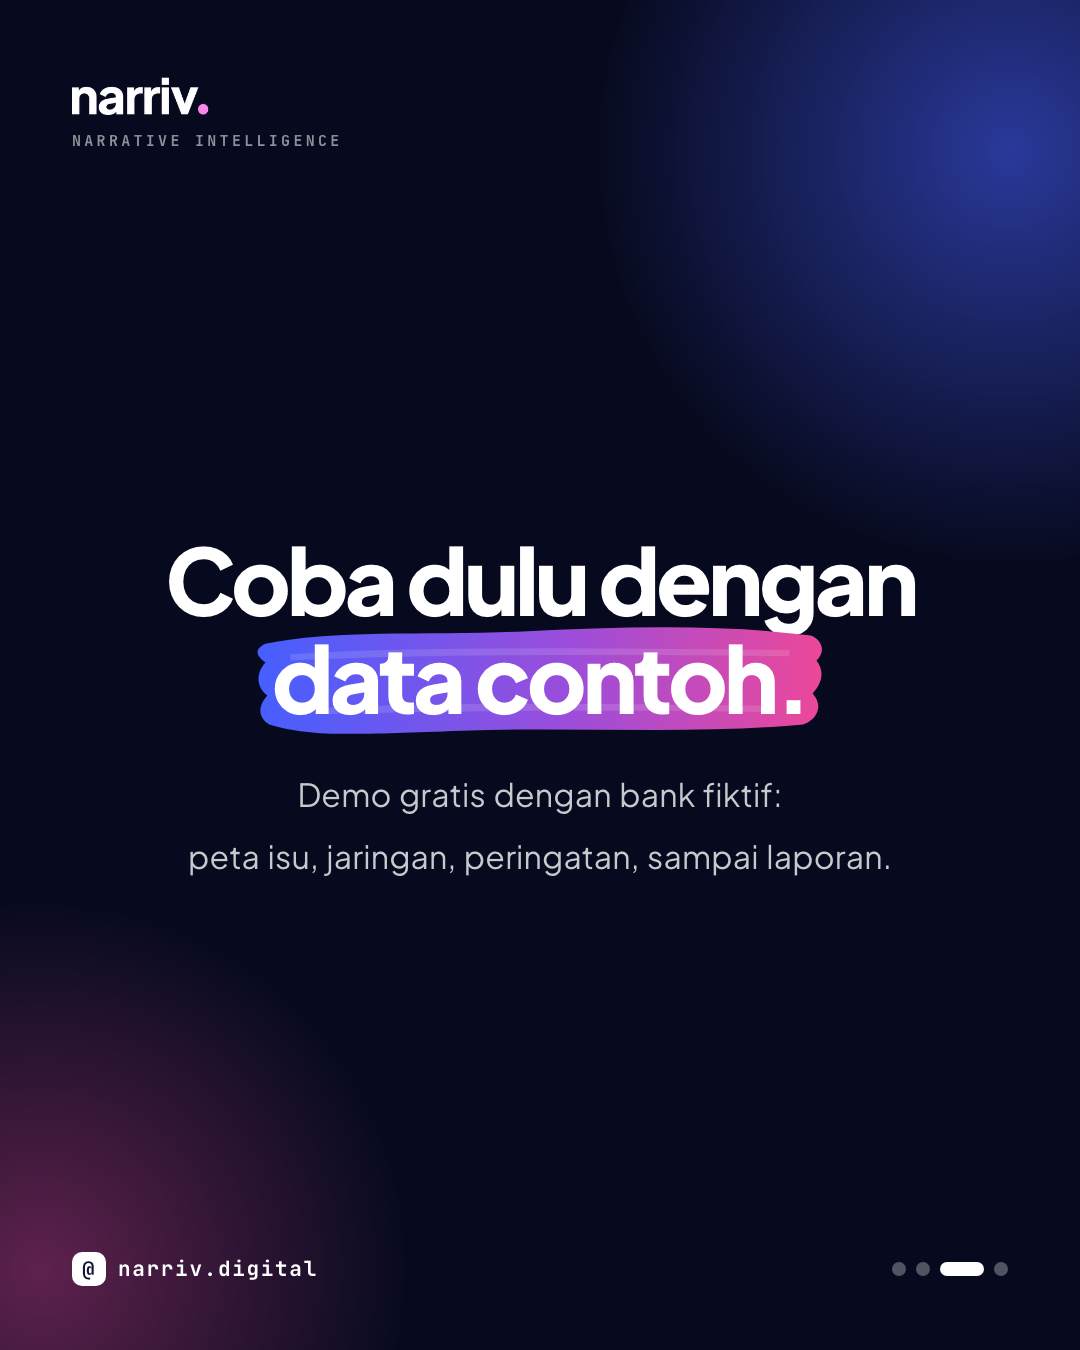 narriv.
NARRATIVE INTELLIGENCE
Coba dulu dengan
data contoh.
Demo gratis dengan bank fiktif:
peta isu, jaringan, peringatan, sampai laporan.
@ narriv.digital